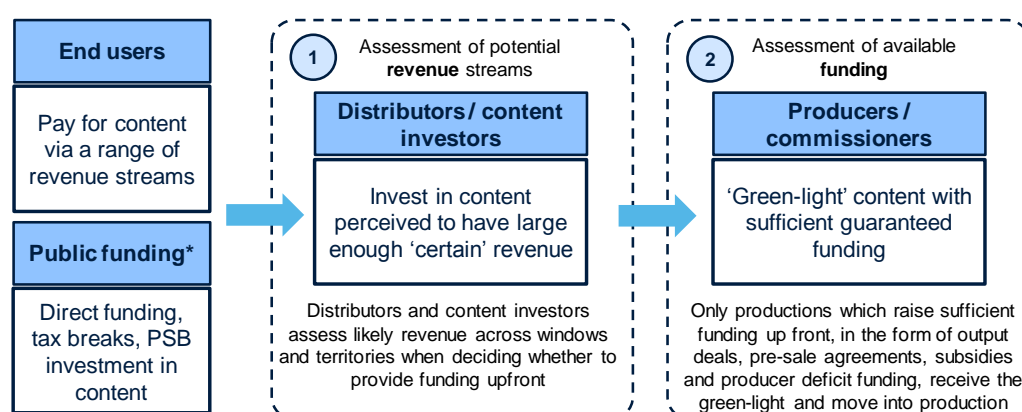 End users
Pay for content
via a range of
revenue streams
Public funding*
Direct funding,
tax breaks, PSB
investment in
content
1
Assessment of potential
revenue streams
Distributors / content
investors
Invest in content
perceived to have large
enough ‘certain’ revenue
Distributors and content investors
assess likely revenue across windows
and territories when deciding whether to
provide funding upfront
2
Assessment of available
funding
Producers /
commissioners
‘Green-light’ content with
sufficient guaranteed
funding
Only productions which raise sufficient
funding up front, in the form of output
deals, pre-sale agreements, subsidies
and producer deficit funding, receive the
green-light and move into production